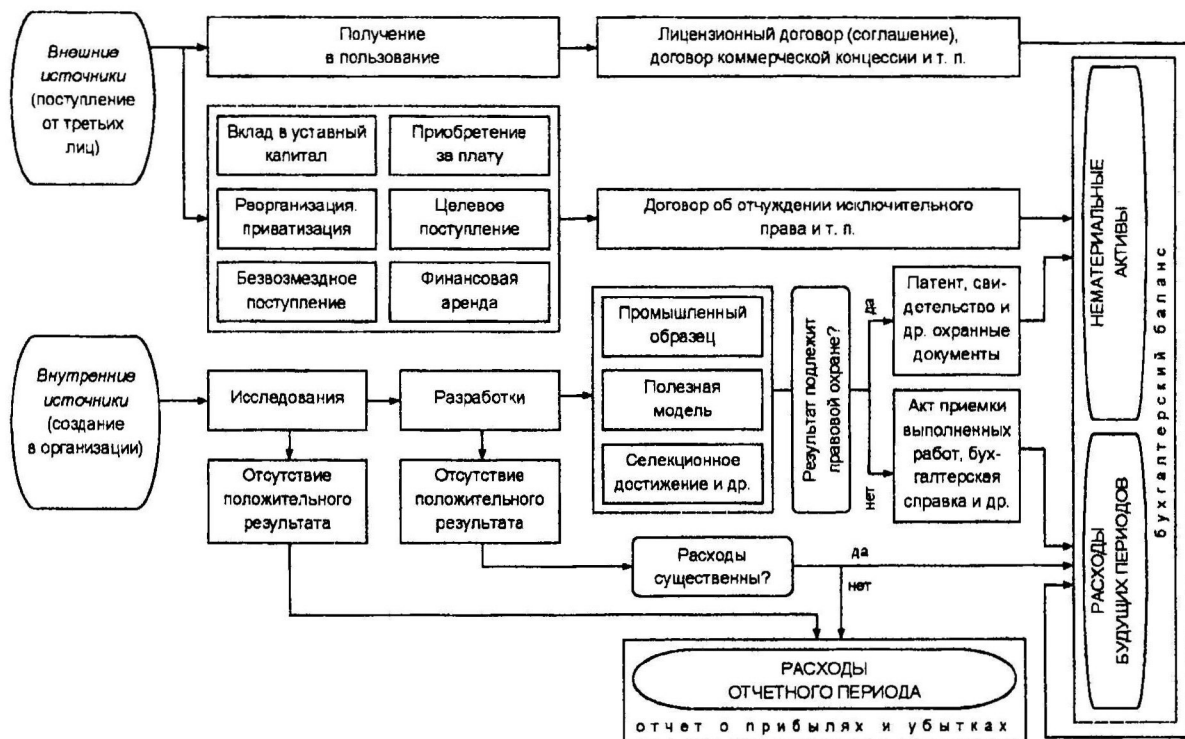 Внешние
источники
(поступление
от третьих
лиц)
Получение
в пользование
Лицензионный договор (соглашение),
договор коммерческой концессии и т. п.
Вклад в уставный
капитал
Приобретение
за плату
Реорганизация.
приватизация
Целевое
поступление
Безвозмездное
поступление
Финансовая
аренда
Договор об отчуждении исключительного
права и т. п.
Внутренние
источники
(создание
в организации)
Исследования
Разработки
Отсутствие
положительного
результата
Отсутствие
положительного
результата
Промышленный
образец
Полезная
модель
Селекционное
достижение и др.
Результат подлежит
правовой охране?
да
нет
Патент, сви-
детельство и
др. охранные
документы
Акт приемки
выполненных
работ, бух-
галтерская
справка и др.
Расходы
существенны?
да
нет
НЕМАТЕРИАЛЬНЫЕ
АКТИВЫ
РАСХОДЫ
БУДУЩИХ ПЕРИОДОВ
бухгалтерский баланс
РАСХОДЫ
ОТЧЕТНОГО ПЕРИОДА
отчет о прибылях и убытках